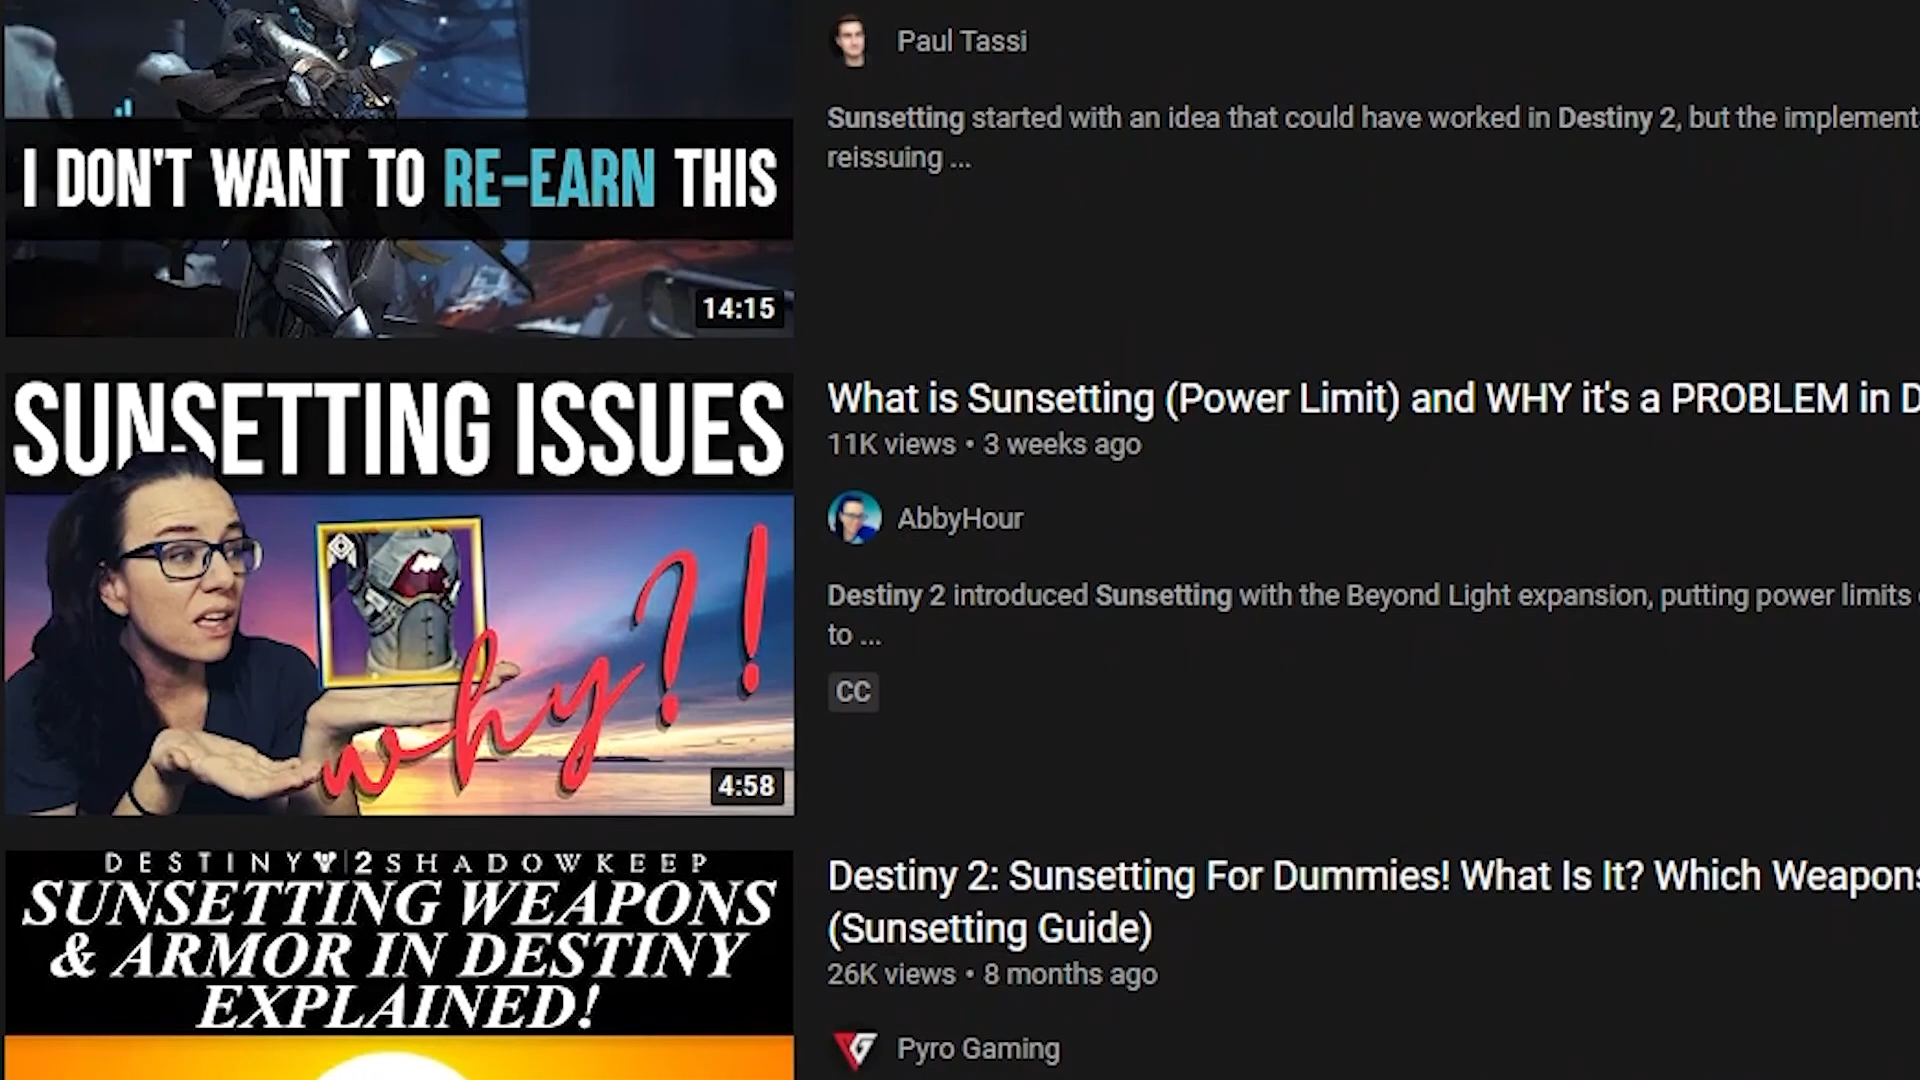 Paul Tassi
Sunsetting started with an idea that could have worked in Destiny 2, but the implement
reissuing ...
I DON'T WANT TO RE-EARN THIS
14:15
SUNSETTING ISSUES
why?!
4:58
What is Sunsetting (Power Limit) and WHY it's a PROBLEM in D
11K views • 3 weeks ago
AbbyHour
Destiny 2 introduced Sunsetting with the Beyond Light expansion, putting power limits
to ...
CC
DESTINY 2 SHADOWKEEP
SUNSETTING WEAPONS
& ARMOR IN DESTINY
EXPLAINED!
Destiny 2: Sunsetting For Dummies! What Is It? Which Weapons
(Sunsetting Guide)
26K views • 8 months ago
Pyro Gaming